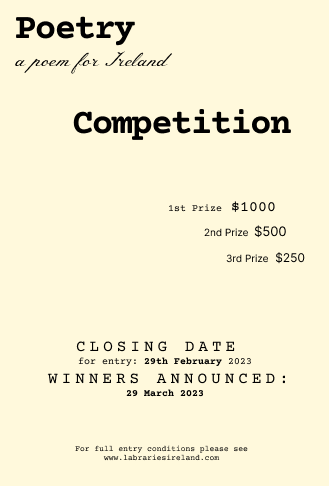 Poetry
a poem for Ireland
Competition
1st Prize $1000
2nd Prize $500
3rd Prize $250
CLOSING DATE
for entry: 29th February 2023
WINNERS ANNOUNCED:
29 March 2023
For full entry conditions please see
www.labrariesireland.com